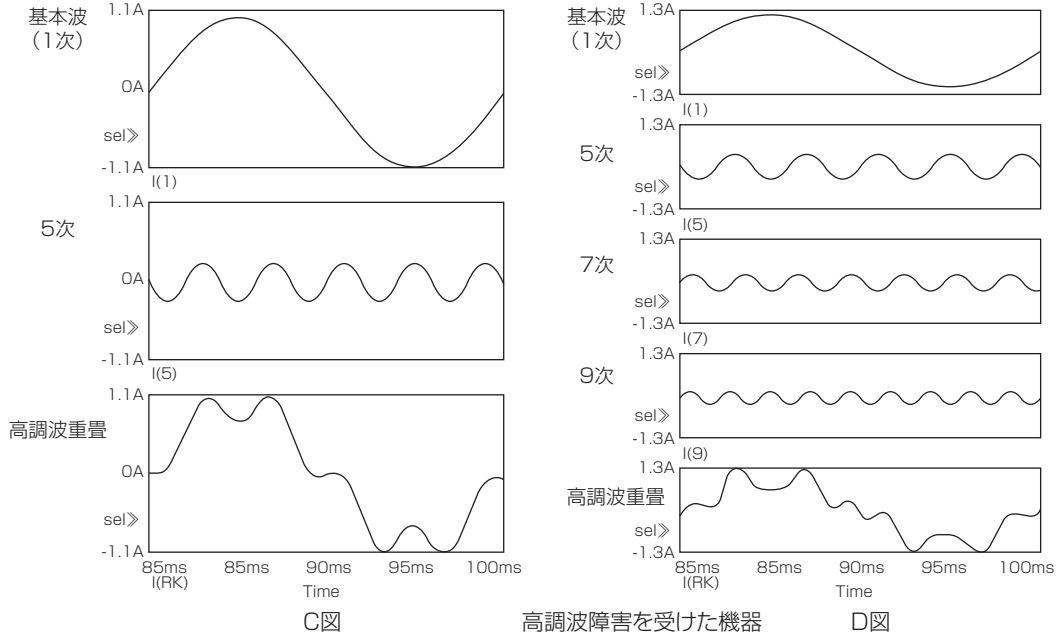 基本波
（1次）
1.1A
0A
sel≫
-1.1A
I(1)
5次
1.1A
0A
sel≫
-1.1A
I(5)
高調波重畳
1.1A
0A
sel≫
-1.1A
85ms 85ms 90ms 95ms 100ms
I(RK)
Time
C図
基本波
（1次）
1.3A
sel≫
-1.3A
I(1)
5次
1.3A
sel≫
-1.3A
I(5)
7次
1.3A
sel≫
-1.3A
I(7)
9次
1.3A
sel≫
-1.3A
I(9)
高調波重畳
1.3A
sel≫
-1.3A
85ms 85ms 90ms 95ms 100ms
I(RK)
Time
高調波障害を受けた機器
D図